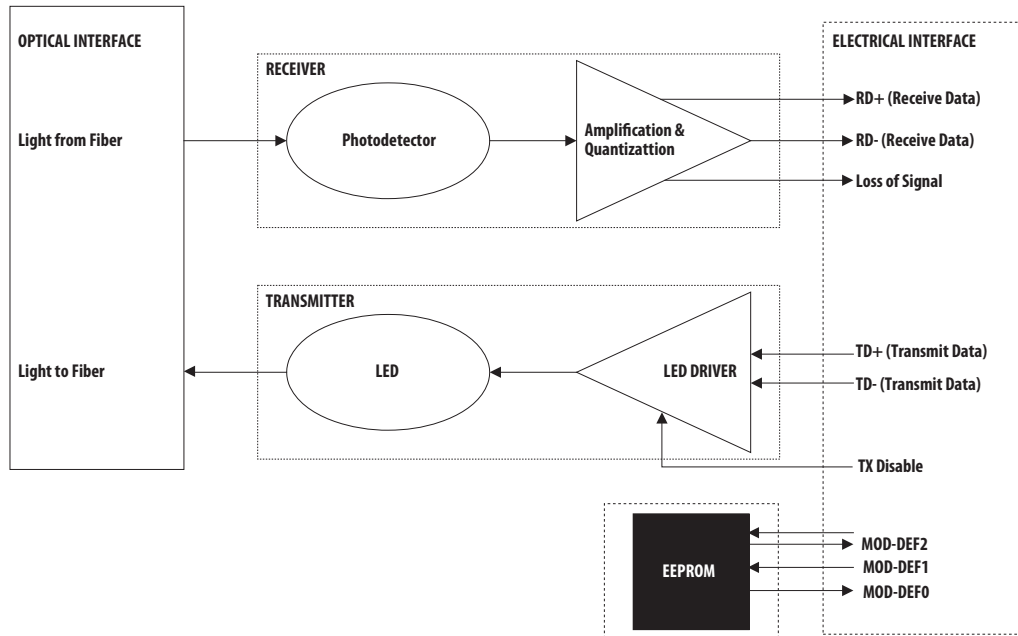 OPTICAL INTERFACE
ELECTRICAL INTERFACE
RECEIVER
Light from Fiber
Photodetector
Amplification &
Quantizattion
RD+ (Receive Data)
RD- (Receive Data)
Loss of Signal
TRANSMITTER
Light to Fiber
LED
LED DRIVER
TD+ (Transmit Data)
TD- (Transmit Data)
TX Disable
EEPROM
MOD-DEF2
MOD-DEF1
MOD-DEF0